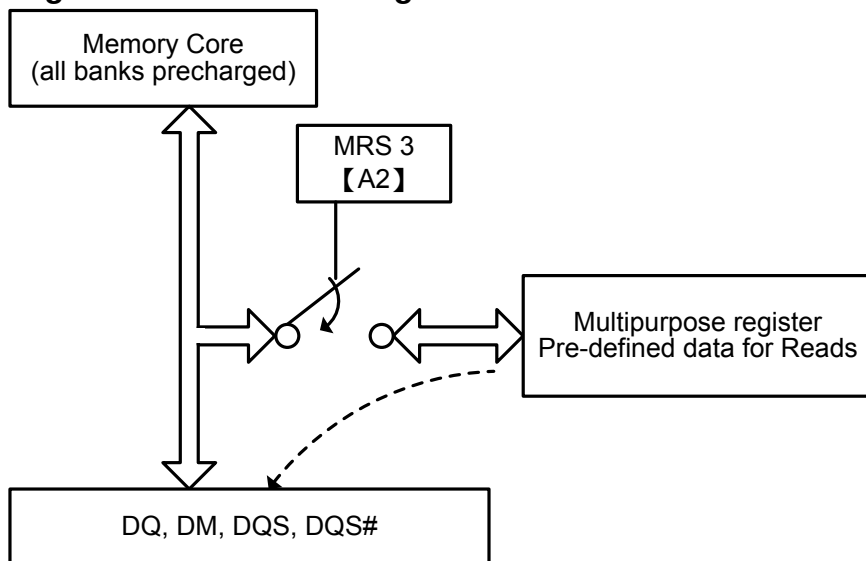 Memory Core
(all banks precharged)
MRS 3
【A2】
Multipurpose register
Pre-defined data for Reads
DQ, DM, DQS, DQS#